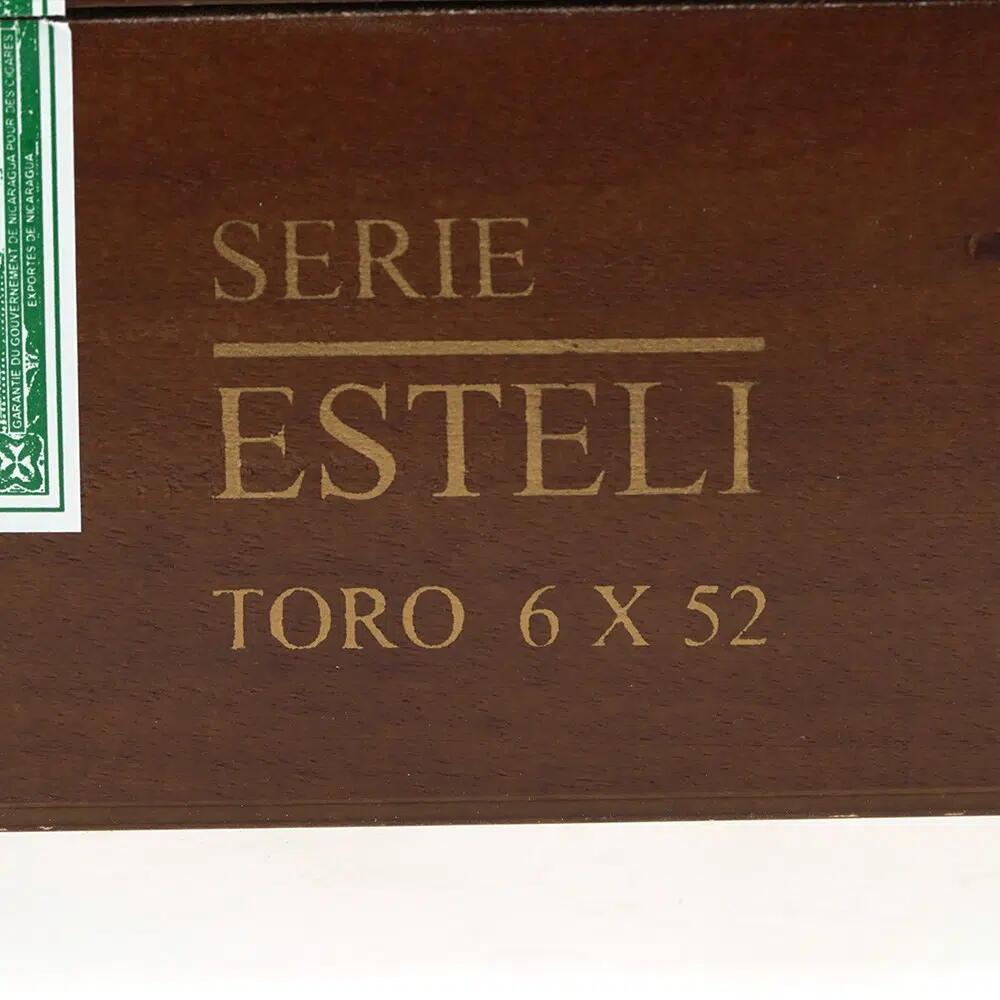 GARANTIE DU GOUVERNEMENT DE NICARAGUA POUR DES CIGARES
EXPORTES DE NICARAGUA
SERIE
ESTELI
TORO 6 X 52